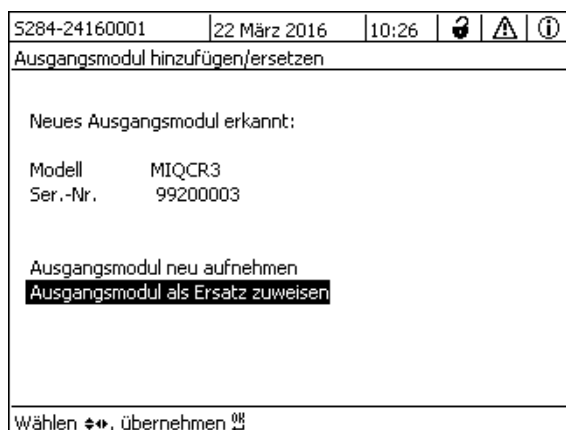 S284-24160001 22 März 2016 10:26
Ausgangsmodul hinzufügen/ersetzen
Neues Ausgangsmodul erkannt:
Modell MIQCR3
Ser.-Nr. 99200003
Ausgangsmodul neu aufnehmen
Ausgangsmodul als Ersatz zuweisen
Wählen , übernehmen OK